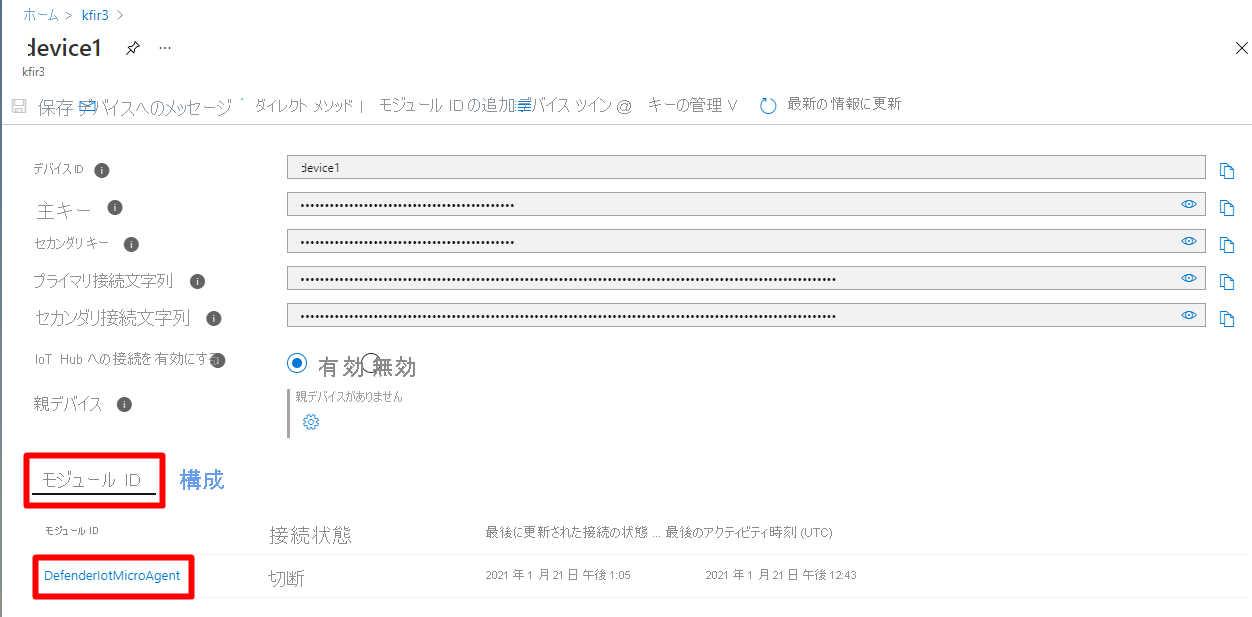 ホーム > kfir3 >
device1 ...
kfir3
保存 デバイスへのメッセージ ダイレクト メソッド | モジュール ID の追加 デバイス ツイン @ キーの管理 V 最新の情報に更新
デバイス ID device1
主キー ••••••••••••••••••••••••••••••••••••••••••••
セカンダリ キー ••••••••••••••••••••••••••••••••••••••••••••
プライマリ接続文字列
セカンダリ接続文字列
IoT Hub への接続を有効にする 有効 無効
親デバイス 親デバイスがありません
モジュール ID 構成
モジュール ID 接続状態 最後に更新された接続の状態 ... 最後のアクティビティ時刻 (UTC)
DefenderIotMicroAgent 切断 2021 年 1 月 21 日 午後 1:05 2021 年 1 月 21 日 午後 12:43